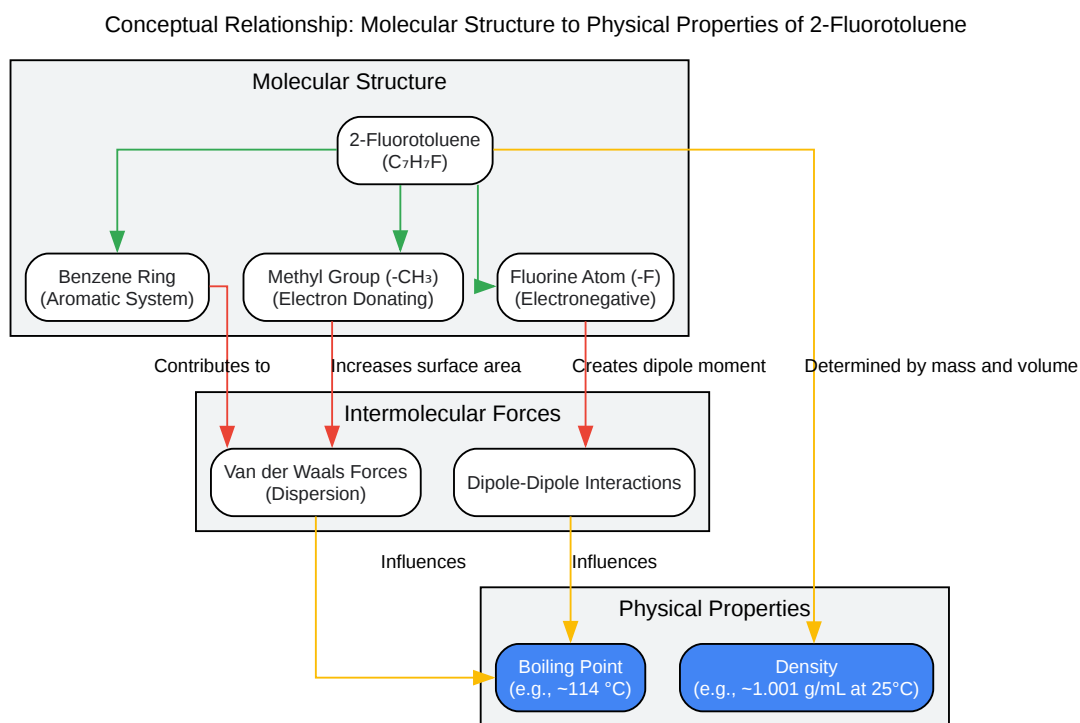 Conceptual Relationship: Molecular Structure to Physical Properties of 2-Fluorotoluene
Molecular Structure
2-Fluorotoluene
(C₇H₇F)
Benzene Ring
(Aromatic System)
Methyl Group (-CH₃)
(Electron Donating)
Fluorine Atom (-F)
(Electronegative)
Contributes to
Increases surface area
Creates dipole moment
Determined by mass and volume
Intermolecular Forces
Van der Waals Forces
(Dispersion)
Dipole-Dipole Interactions
Influences
Influences
Physical Properties
Boiling Point
(e.g., ~114 °C)
Density
(e.g., ~1.001 g/mL at 25°C)